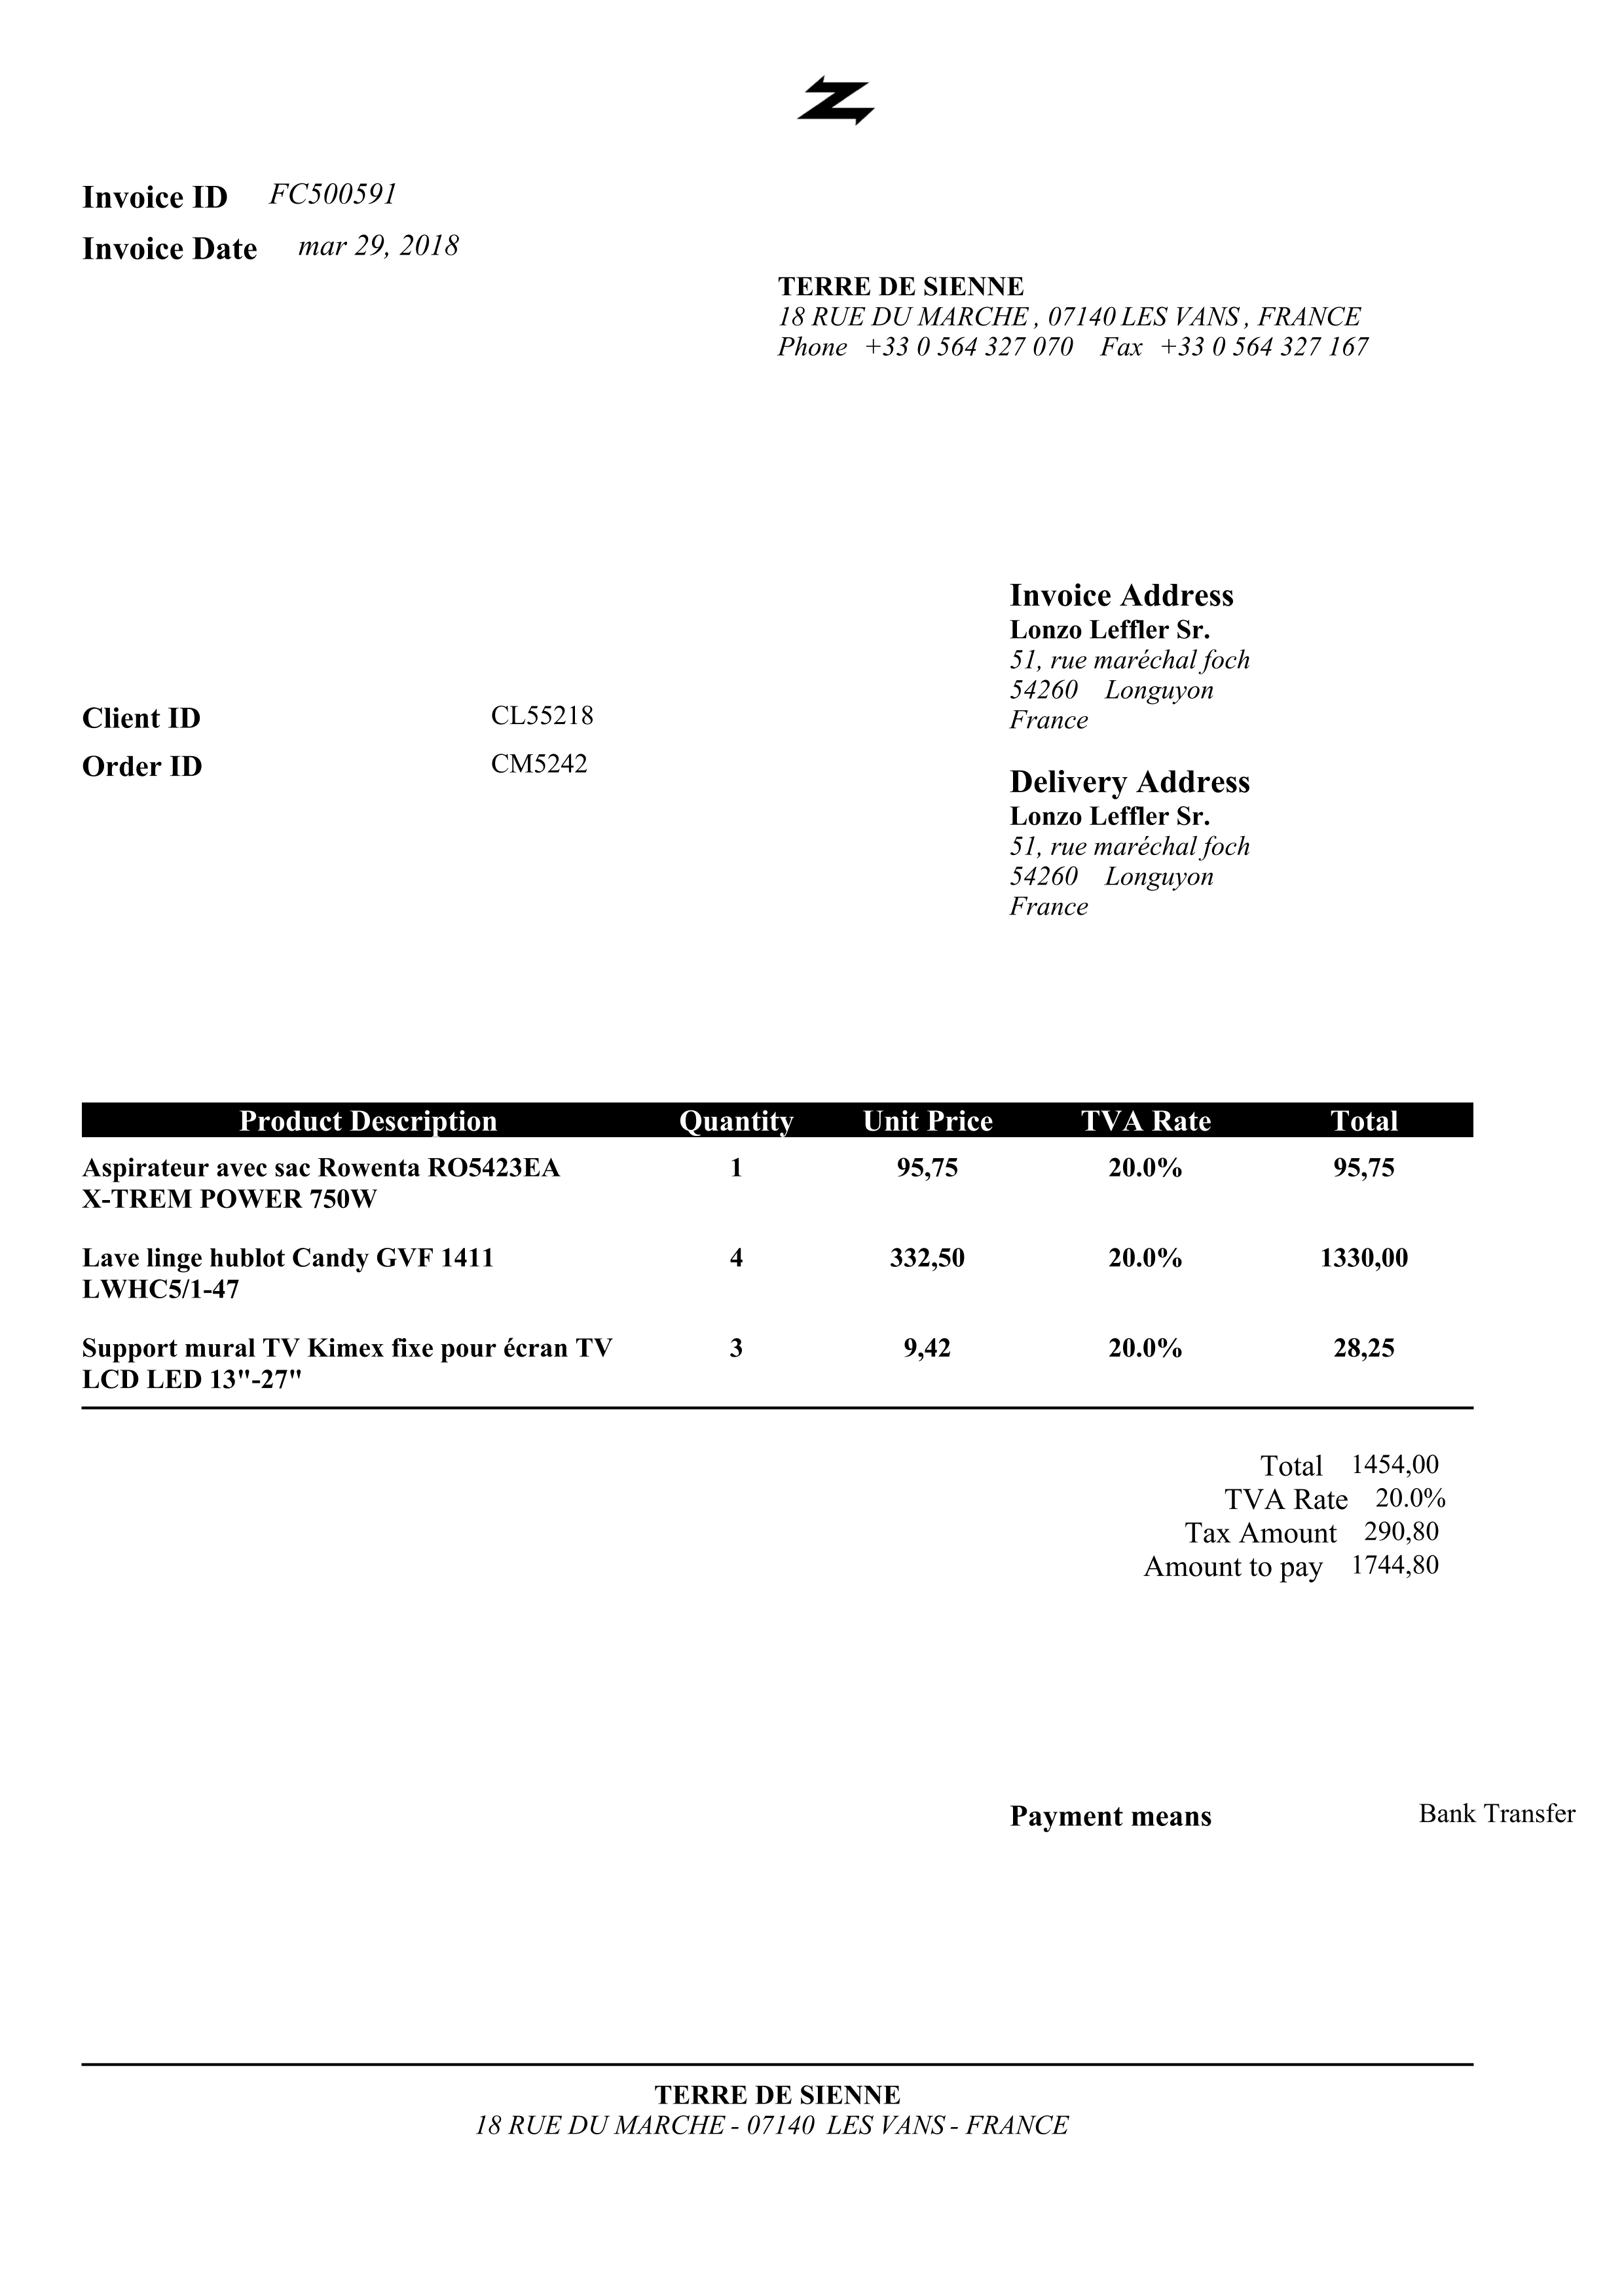 Invoice ID FC500591
Invoice Date mar 29, 2018
TERRE DE SIENNE
18 RUE DU MARCHE , 07140 LES VANS , FRANCE
Phone +33 0 564 327 070 Fax +33 0 564 327 167
Client ID CL55218
Order ID CM5242
Invoice Address
Lonzo Leffler Sr.
51, rue maréchal foch
54260 Longuyon
France
Delivery Address
Lonzo Leffler Sr.
51, rue maréchal foch
54260 Longuyon
France
Product Description Quantity Unit Price TVA Rate Total
Aspirateur avec sac Rowenta RO5423EA 1 95,75 20.0% 95,75
X-TREM POWER 750W
Lave linge hublot Candy GVF 1411 4 332,50 20.0% 1330,00
LWHC5/1-47
Support mural TV Kimex fixe pour écran TV 3 9,42 20.0% 28,25
LCD LED 13"-27"
Total 1454,00
TVA Rate 20.0%
Tax Amount 290,80
Amount to pay 1744,80
Payment means Bank Transfer
TERRE DE SIENNE
18 RUE DU MARCHE - 07140 LES VANS - FRANCE